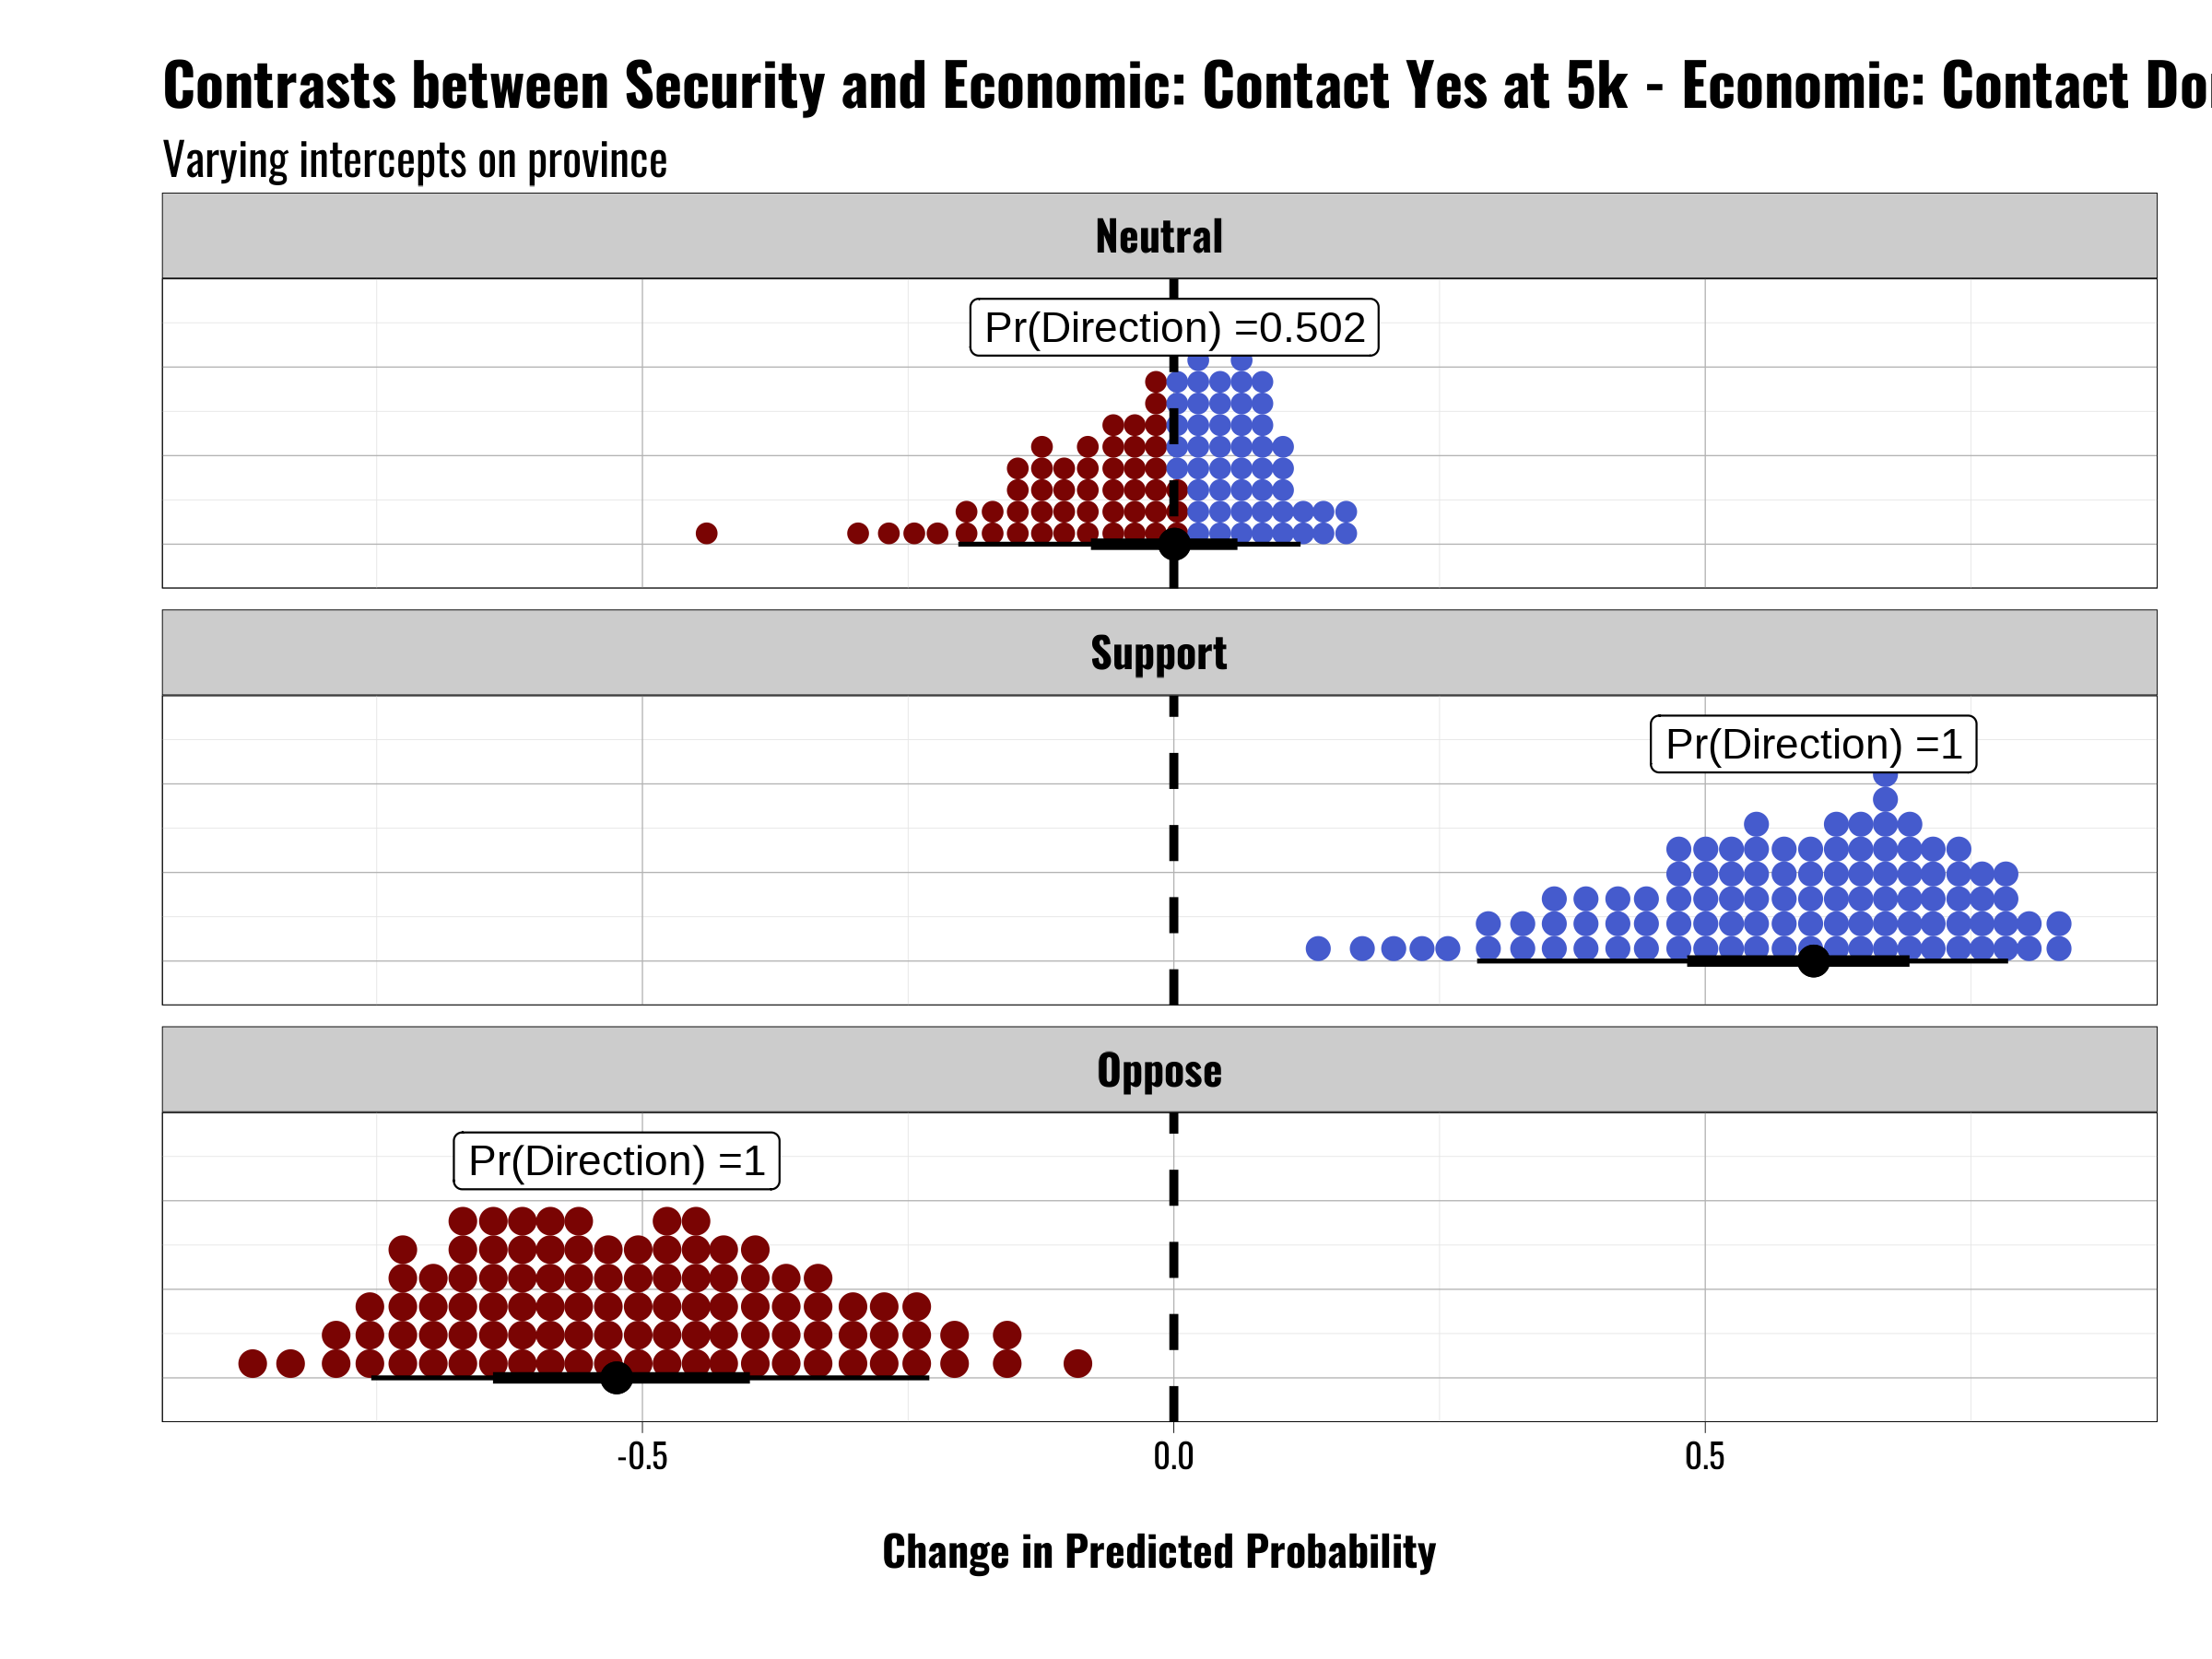 Contrasts between Security and Economic: Contact Yes at 5k - Economic: Contact
Varying intercepts on province
Neutral
Pr(Direction) =0.502
Support
Pr(Direction) =1
Oppose
Pr(Direction) =1
-0.5 0.0 0.5
Change in Predicted Probability